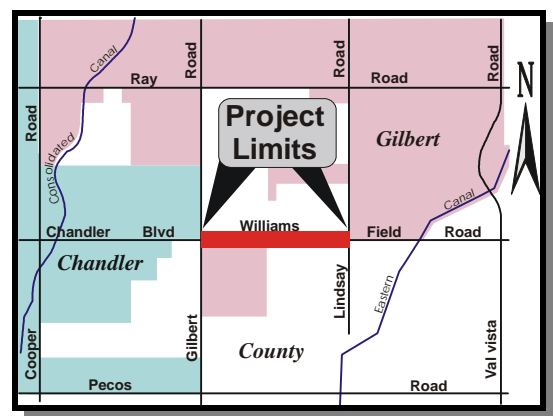 Canal
Road
Road
Road
Ray
Road
N
Road
Consolidated
Project
Limits
Gilbert
Canal
Chandler Blvd
Williams
Field Road
Chandler
Eastern
Lindsay
Cooper
Gilbert
County
Val vista
Pecos
Road